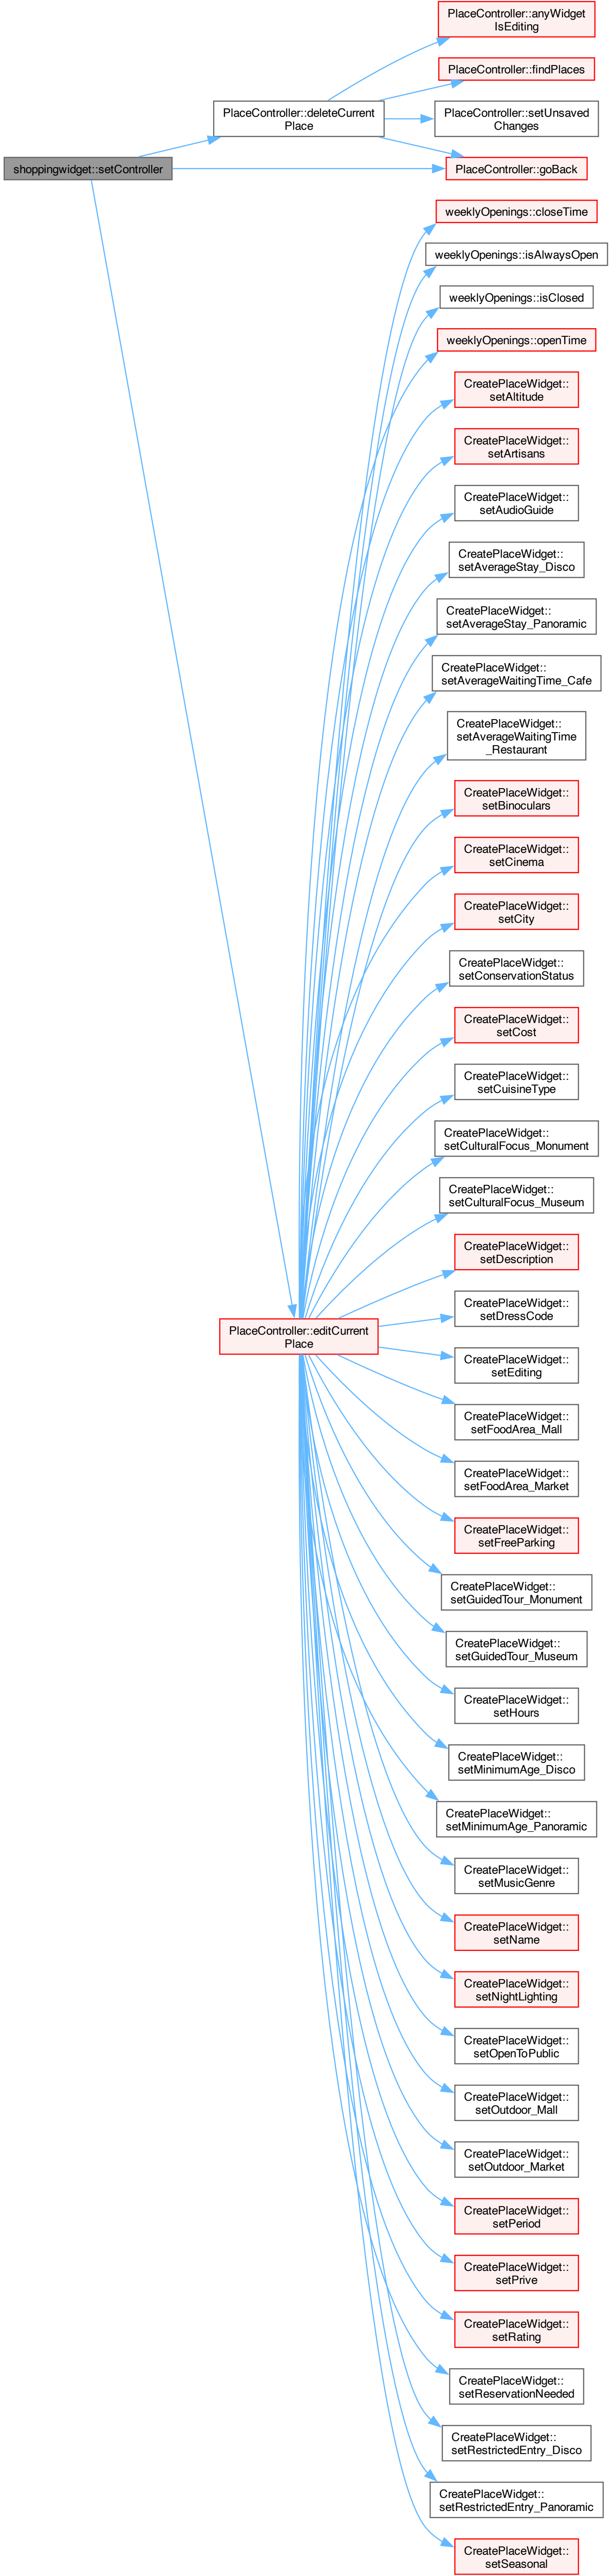 PlaceController::anyWidget
IsEditing
PlaceController::findPlaces
PlaceController::deleteCurrent
Place
PlaceController::setUnsaved
Changes
shoppingwidget::setController
PlaceController::goBack
weeklyOpenings::closeTime
weeklyOpenings::isAlwaysOpen
weeklyOpenings::isClosed
weeklyOpenings::openTime
CreatePlaceWidget::
setAltitude
CreatePlaceWidget::
setArtisans
CreatePlaceWidget::
setAudioGuide
CreatePlaceWidget::
setAverageStay_Disco
CreatePlaceWidget::
setAverageStay_Panoramic
CreatePlaceWidget::
setAverageWaitingTime_Cafe
CreatePlaceWidget::
setAverageWaitingTime
_Restaurant
CreatePlaceWidget::
setBinoculars
CreatePlaceWidget::
setCinema
CreatePlaceWidget::
setCity
CreatePlaceWidget::
setConservationStatus
CreatePlaceWidget::
setCost
CreatePlaceWidget::
setCuisineType
CreatePlaceWidget::
setCulturalFocus_Monument
CreatePlaceWidget::
setCulturalFocus_Museum
CreatePlaceWidget::
setDescription
CreatePlaceWidget::
setDressCode
PlaceController::editCurrent
Place
CreatePlaceWidget::
setEditing
CreatePlaceWidget::
setFoodArea_Mall
CreatePlaceWidget::
setFoodArea_Market
CreatePlaceWidget::
setFreeParking
CreatePlaceWidget::
setGuidedTour_Monument
CreatePlaceWidget::
setGuidedTour_Museum
CreatePlaceWidget::
setHours
CreatePlaceWidget::
setMinimumAge_Disco
CreatePlaceWidget::
setMinimumAge_Panoramic
CreatePlaceWidget::
setMusicGenre
CreatePlaceWidget::
setName
CreatePlaceWidget::
setNightLighting
CreatePlaceWidget::
setOpenToPublic
CreatePlaceWidget::
setOutdoor_Mall
CreatePlaceWidget::
setOutdoor_Market
CreatePlaceWidget::
setPeriod
CreatePlaceWidget::
setPrive
CreatePlaceWidget::
setRating
CreatePlaceWidget::
setReservationNeeded
CreatePlaceWidget::
setRestrictedEntry_Disco
CreatePlaceWidget::
setRestrictedEntry_Panoramic
CreatePlaceWidget::
setSeasonal